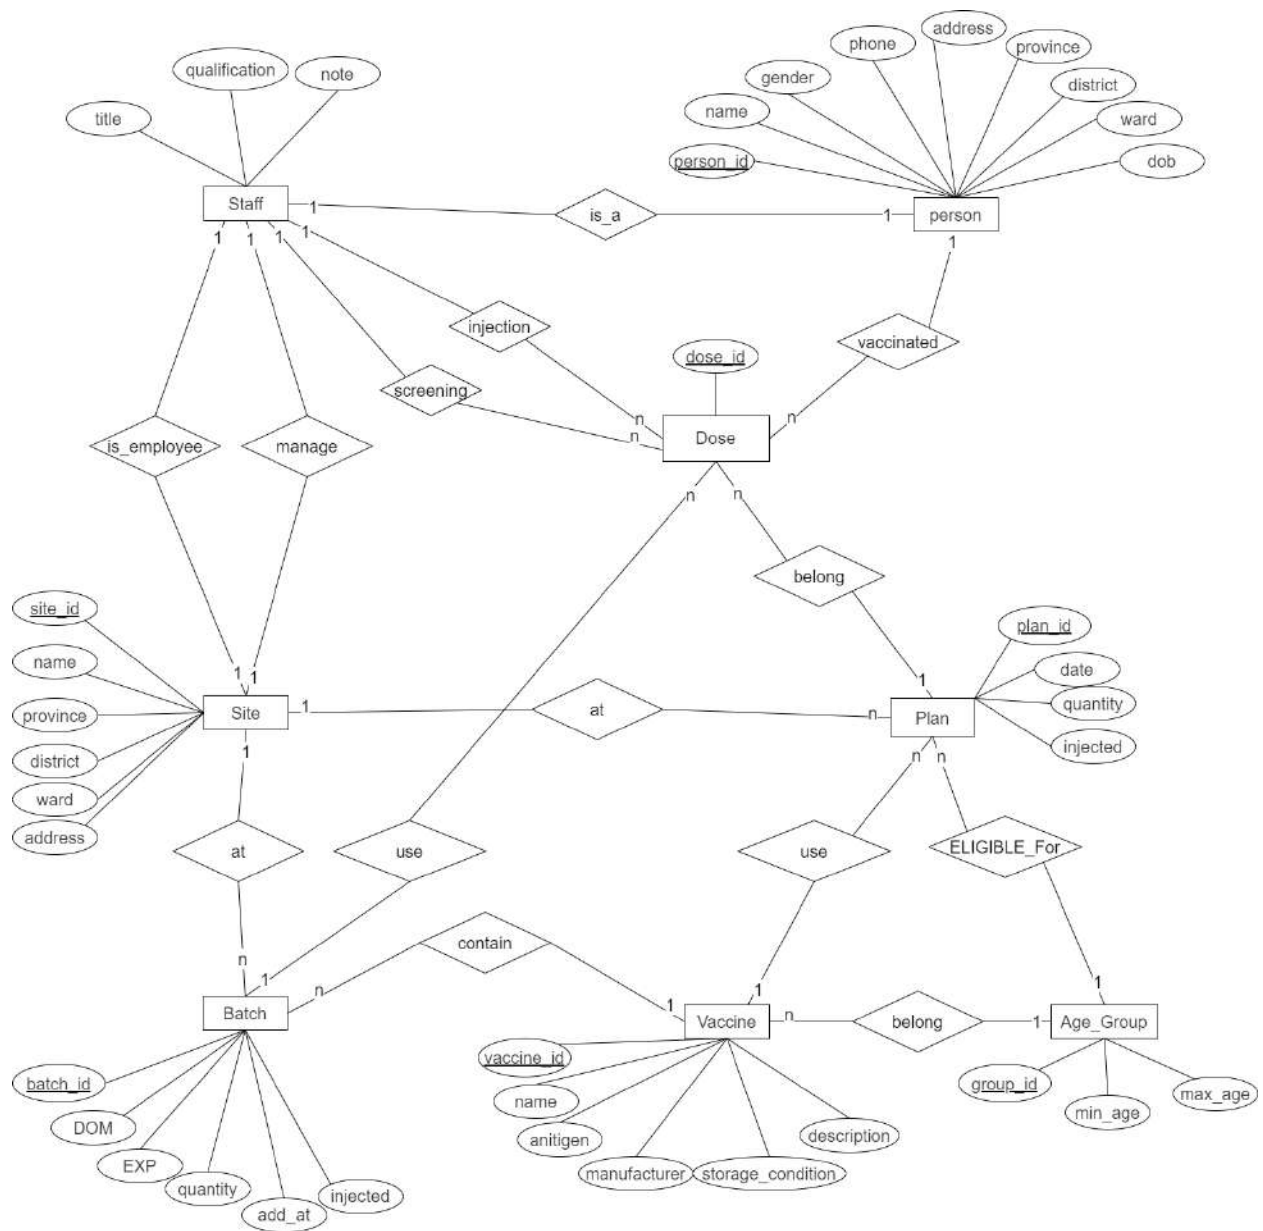 address
phone
province
qualification
note
gender
district
title
name
ward
person_id
dob
Staff
1
is_a
1
person
1
1
1
1
1
injection
vaccinated
dose_id
screening
n
n
n
is_employee
manage
Dose
n
n
belong
site_id
plan_id
name
date
1
1
1
quantity
province
Site
1
at
n
Plan
district
1
n
n
injected
ward
address
at
use
use
ELIGIBLE_For
contain
n
1
n
1
1
1
Batch
Vaccine
n
belong
1
Age_Group
batch_id
vaccine_id
group_id
max_age
DOM
name
min_age
EXP
anitigen
description
quantity
injected
manufacturer
storage_condition
add_at